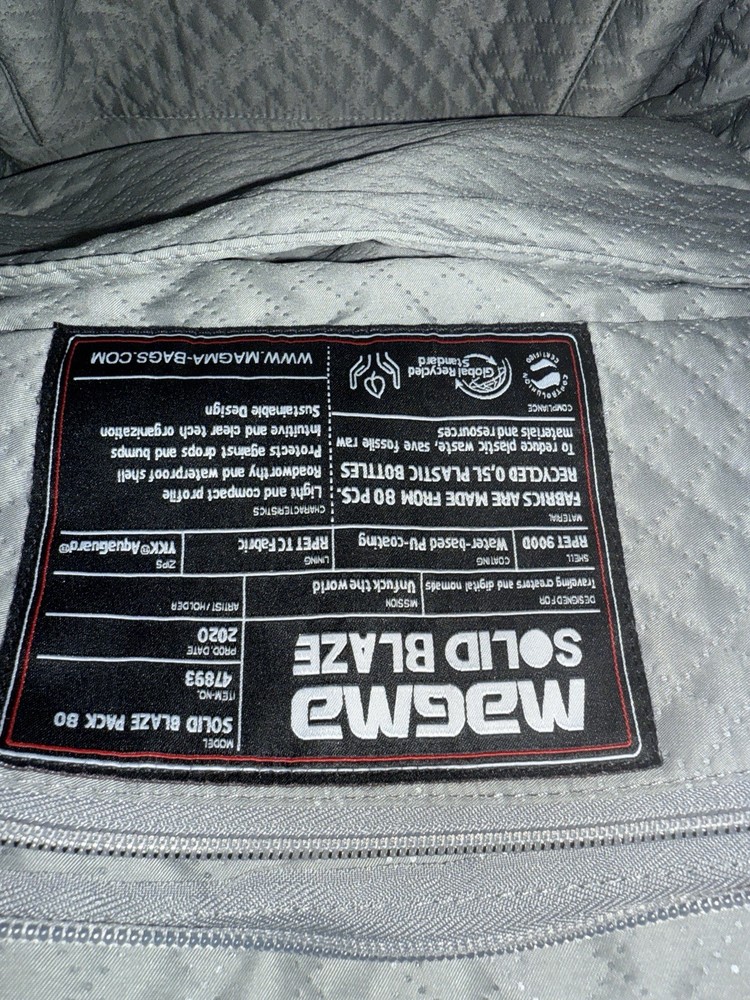 MAGMA
SOLID BLAZE
MODEL
SOLID BLAZE PACK 80
ITEM-NO.
47893
PROD. DATE
2020
DESIGNED FOR
Traveling creators and digital nomads
MISSION
Unfuck the world
ARTIST / HOLDER
SHELL
RPET 900D
COATING
Water-based PU-coating
LINING
RPET TC Fabric
ZIPS
YKK® AquaGuard®
MATERIAL
FABRICS ARE MADE FROM 80 PCS.
RECYCLED 0,5L PLASTIC BOTTLES
To reduce plastic waste, save fossile raw
materials and resources
CHARACTERISTICS
Light and compact profile
Roadworthy and waterproof shell
Protects against drops and bumps
Intuitive and clear tech organization
Sustainable Design
COMPLIANCE
CONTROLUNION
CERTIFIED
Global Recycled
Standard
WWW.MAGMA-BAGS.COM